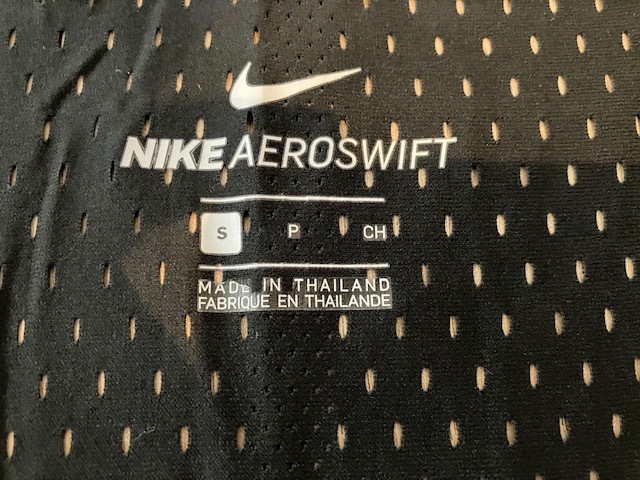 NIKE AEROSWIFT
S P CH
MADE IN THAILAND
FABRIQUE EN THAILANDE